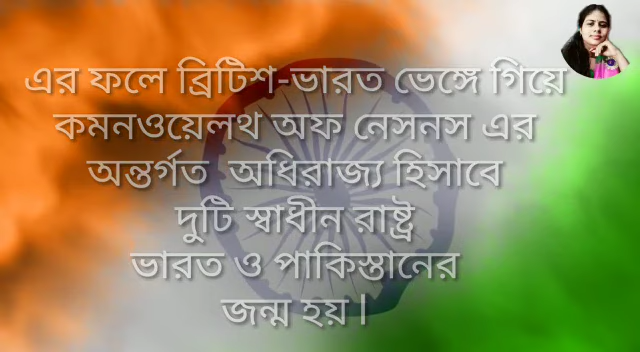 এর ফলে ব্রিটিশ-ভারত ভেঙ্গে গিয়ে
কমনওয়েলথ অফ নেসনস এর
অন্তর্গত অধিরাজ্য হিসাবে
দুটি স্বাধীন রাষ্ট্র
ভারত ও পাকিস্তানের
জন্ম হয়।